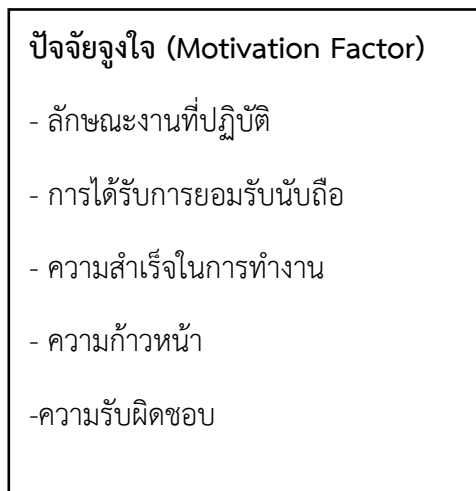 ปัจจัยจูงใจ (Motivation Factor)
- ลักษณะงานที่ปฏิบัติ
- การได้รับการยอมรับนับถือ
- ความสำเร็จในการทำงาน
- ความก้าวหน้า
-ความรับผิดชอบ